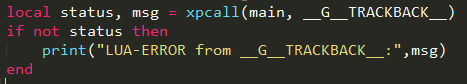 local status, msg = xpcall(main, __G__TRACKBACK__)
if not status then
    print("LUA-ERROR from __G__TRACKBACK__:",msg)
end